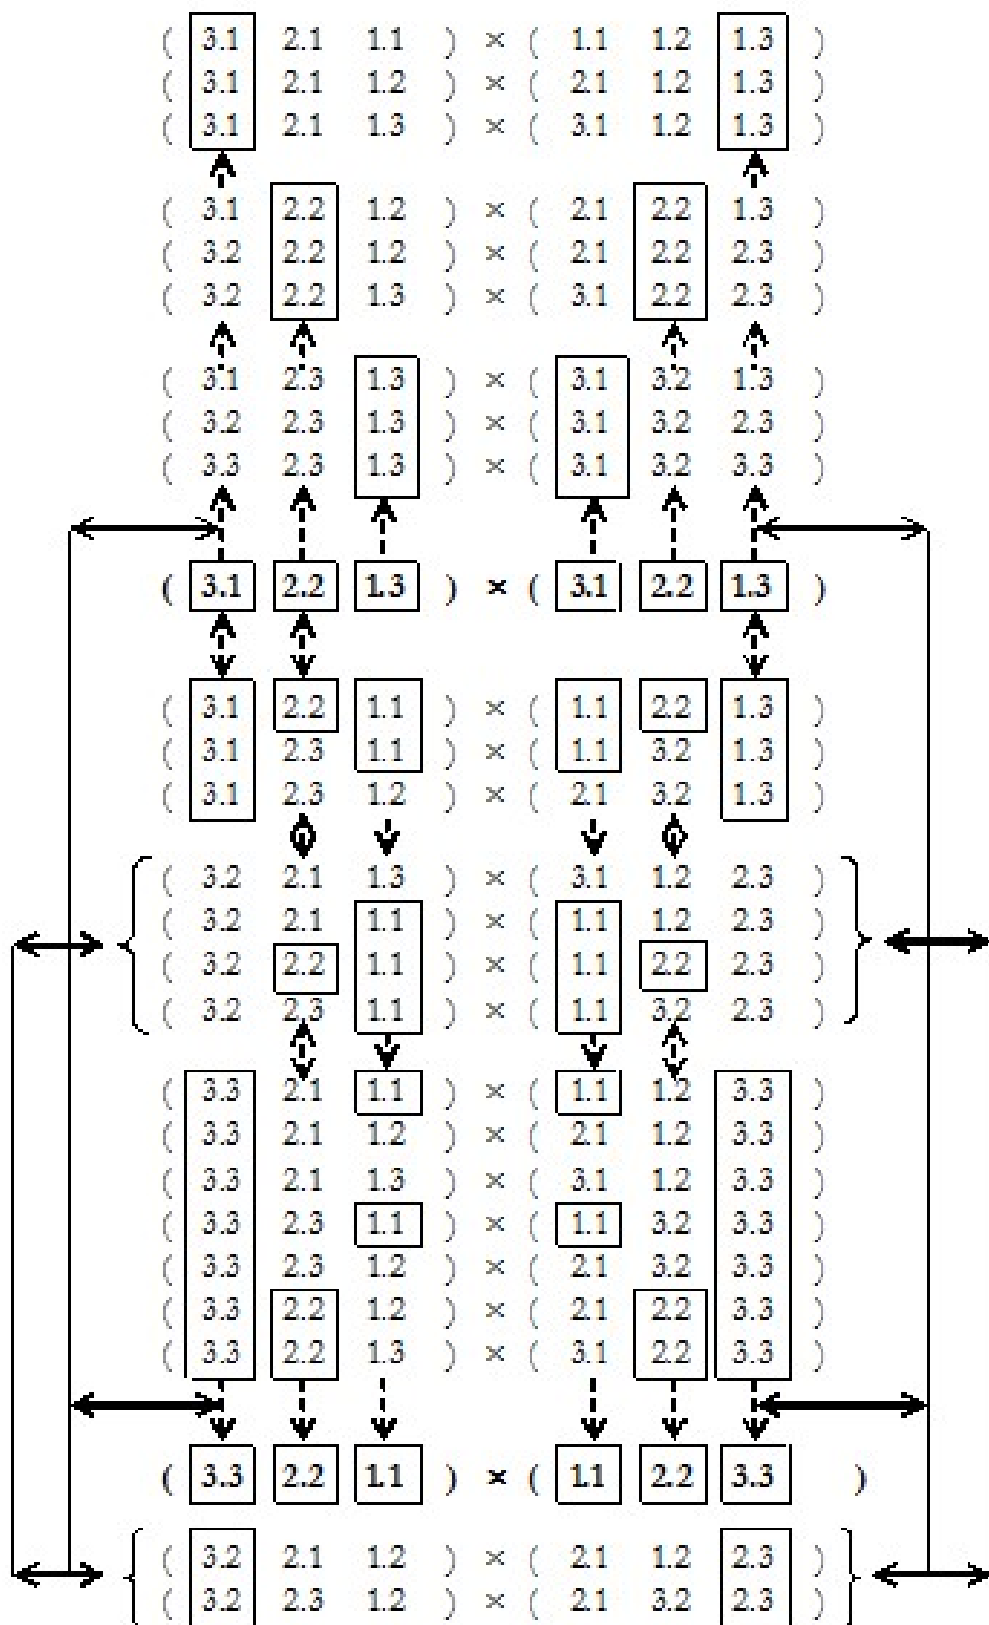 ( 3.1 2.1 1.1 ) × ( 1.1 1.2 1.3 )
( 3.1 2.1 1.2 ) × ( 2.1 1.2 1.3 )
( 3.1 2.1 1.3 ) × ( 3.1 1.2 1.3 )
( 3.1 2.2 1.2 ) × ( 2.1 2.2 1.3 )
( 3.2 2.2 1.2 ) × ( 2.1 2.2 2.3 )
( 3.2 2.2 1.3 ) × ( 3.1 2.2 2.3 )
( 3.1 2.3 1.3 ) × ( 3.1 3.2 1.3 )
( 3.2 2.3 1.3 ) × ( 3.1 3.2 2.3 )
( 3.3 2.3 1.3 ) × ( 3.1 3.2 3.3 )
( 3.1 2.2 1.3 ) × ( 3.1 2.2 1.3 )
( 3.1 2.2 1.1 ) × ( 1.1 2.2 1.3 )
( 3.1 2.3 1.1 ) × ( 1.1 3.2 1.3 )
( 3.1 2.3 1.2 ) × ( 2.1 3.2 1.3 )
( 3.2 2.1 1.3 ) × ( 3.1 1.2 2.3 )
( 3.2 2.1 1.1 ) × ( 1.1 1.2 2.3 )
( 3.2 2.2 1.1 ) × ( 1.1 2.2 2.3 )
( 3.2 2.3 1.1 ) × ( 1.1 3.2 2.3 )
( 3.3 2.1 1.1 ) × ( 1.1 1.2 3.3 )
( 3.3 2.1 1.2 ) × ( 2.1 1.2 3.3 )
( 3.3 2.1 1.3 ) × ( 3.1 1.2 3.3 )
( 3.3 2.3 1.1 ) × ( 1.1 3.2 3.3 )
( 3.3 2.3 1.2 ) × ( 2.1 3.2 3.3 )
( 3.3 2.2 1.2 ) × ( 2.1 2.2 3.3 )
( 3.3 2.2 1.3 ) × ( 3.1 2.2 3.3 )
( 3.3 2.2 1.1 ) × ( 1.1 2.2 3.3 )
( 3.2 2.1 1.2 ) × ( 2.1 1.2 2.3 )
( 3.2 2.3 1.2 ) × ( 2.1 3.2 2.3 )